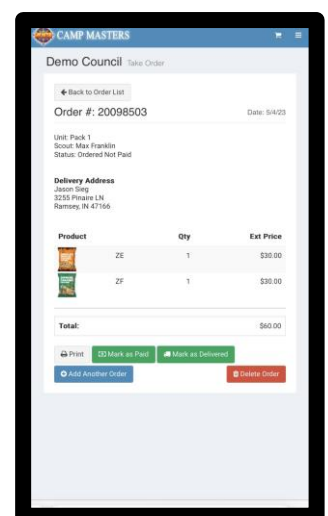 CAMP MASTERS
Demo Council Take Order
Back to Order List
Order #: 20098503 Date: 5/4/23
Unit: Pack 1
Scout: Max Franklin
Status: Ordered Not Paid
Delivery Address
Jason Sieg
3255 Pinaire LN
Ramsey, IN 47166
Product Qty Ext Price
ZE 1 $30.00
ZF 1 $30.00
Total: $60.00
Print Mark as Paid Mark as Delivered
Add Another Order Delete Order